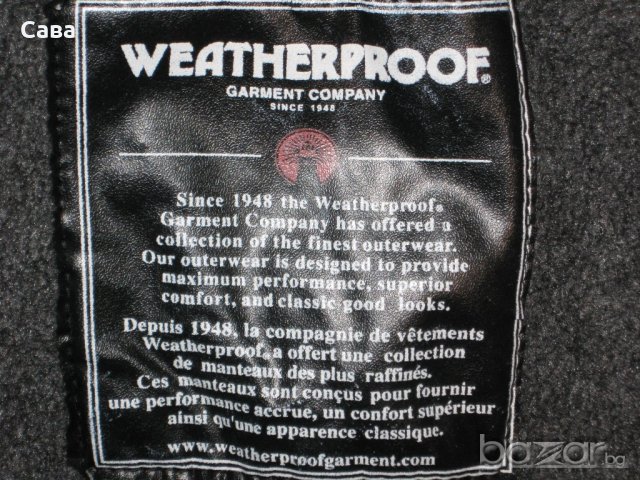 Caba
WEATHERPROOF®
GARMENT COMPANY
SINCE 1948
Since 1948 the Weatherproof®
Garment Company has offered a
collection of the finest outerwear.
Our outerwear is designed to provide
maximum performance, superior
comfort, and classic good looks.
Depuis 1948, la compagnie de vêtements
Weatherproof® a offert une collection
de manteaux des plus raffinés.
Ces manteaux sont conçus pour fournir
une performance accrue, un confort supérieur
ainsi qu'une apparence classique.
www.weatherproofgarment.com
bazar.bg